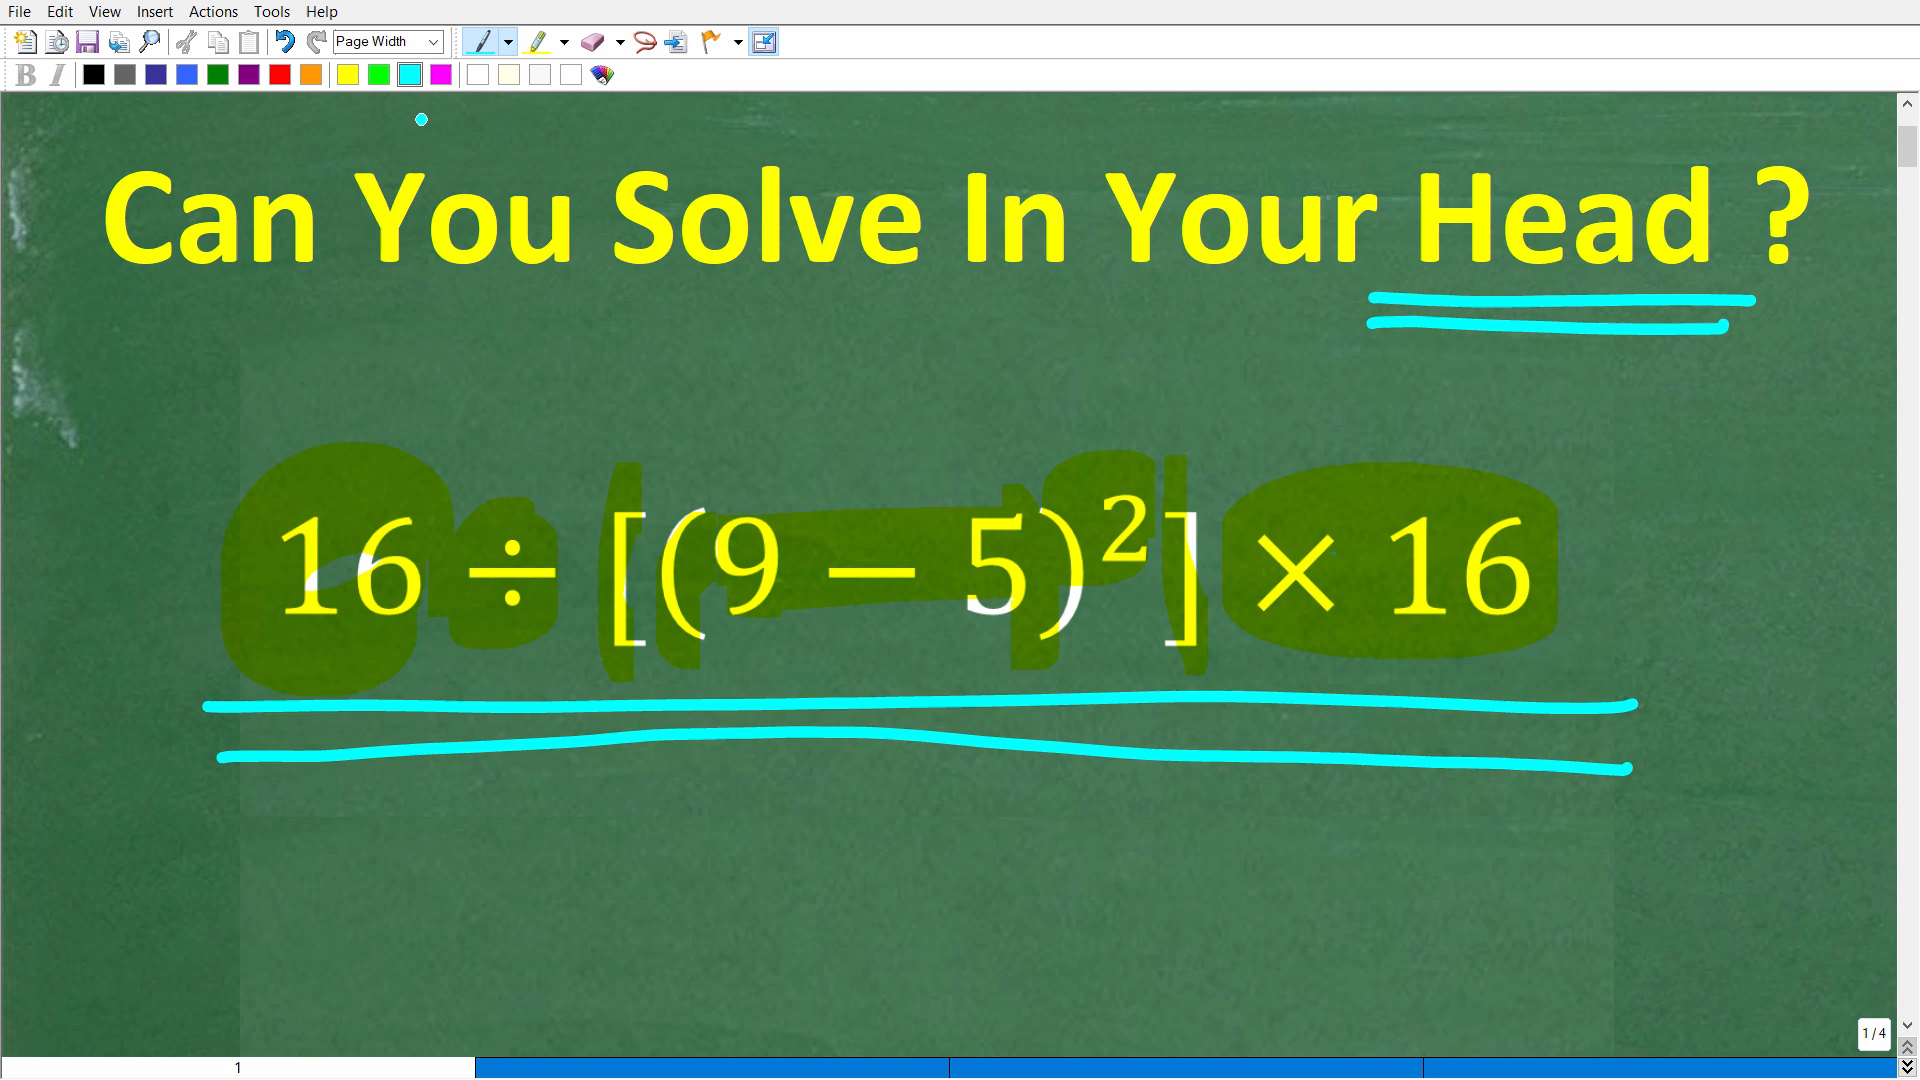 File Edit View Insert Actions Tools Help
Page Width
B I
Can You Solve In Your Head ?
16 ÷ [(9 − 5)²] × 16
1 / 4
1